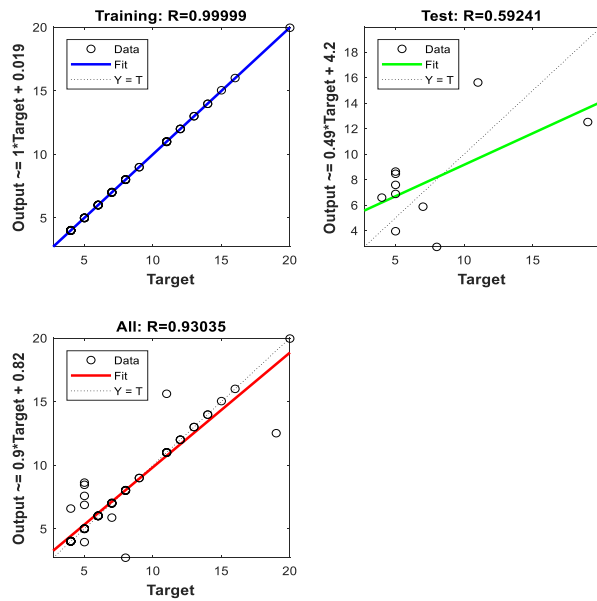 Training: R=0.99999
Output ~= 1*Target + 0.019
20
15
10
5
Data
Fit
Y = T
5
10
15
20
Target
Test: R=0.59241
Output ~= 0.49*Target + 4.2
18
16
14
12
10
8
6
4
Data
Fit
Y = T
5
10
15
Target
All: R=0.93035
Output ~= 0.9*Target + 0.82
20
15
10
5
Data
Fit
Y = T
5
10
15
20
Target